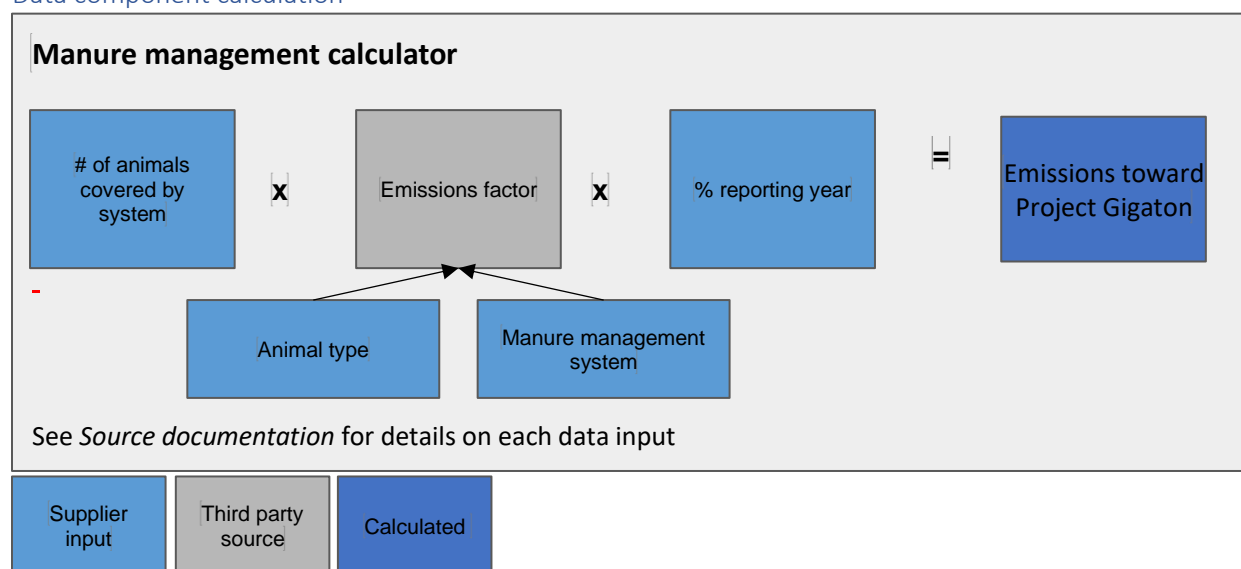 Data component calculation
Manure management calculator
# of animals
covered by
system
x
Emissions factor
x
% reporting year
=
Emissions toward
Project Gigaton
-
Animal type
Manure management
system
See Source documentation for details on each data input
Supplier
input
Third party
source
Calculated